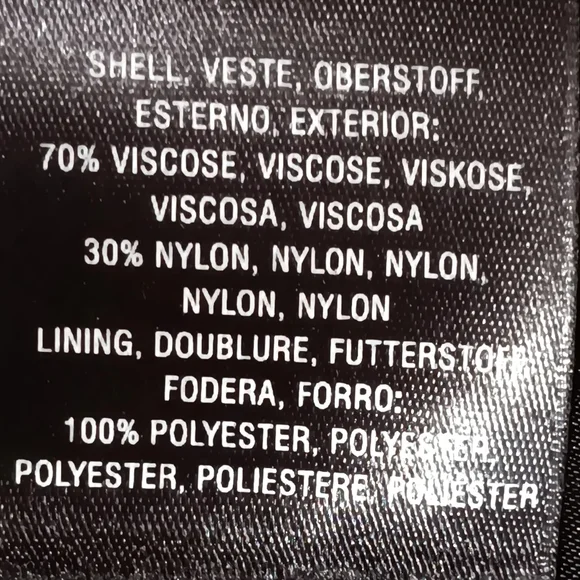 SHELL, VESTE, OBERSTOFF,
ESTERNO, EXTERIOR:
70% VISCOSE, VISCOSE, VISKOSE,
VISCOSA, VISCOSA
30% NYLON, NYLON, NYLON,
NYLON, NYLON
LINING, DOUBLURE, FUTTERSTOFF,
FODERA, FORRO:
100% POLYESTER, POLYESTER,
POLYESTER, POLIESTERE, POLIESTER